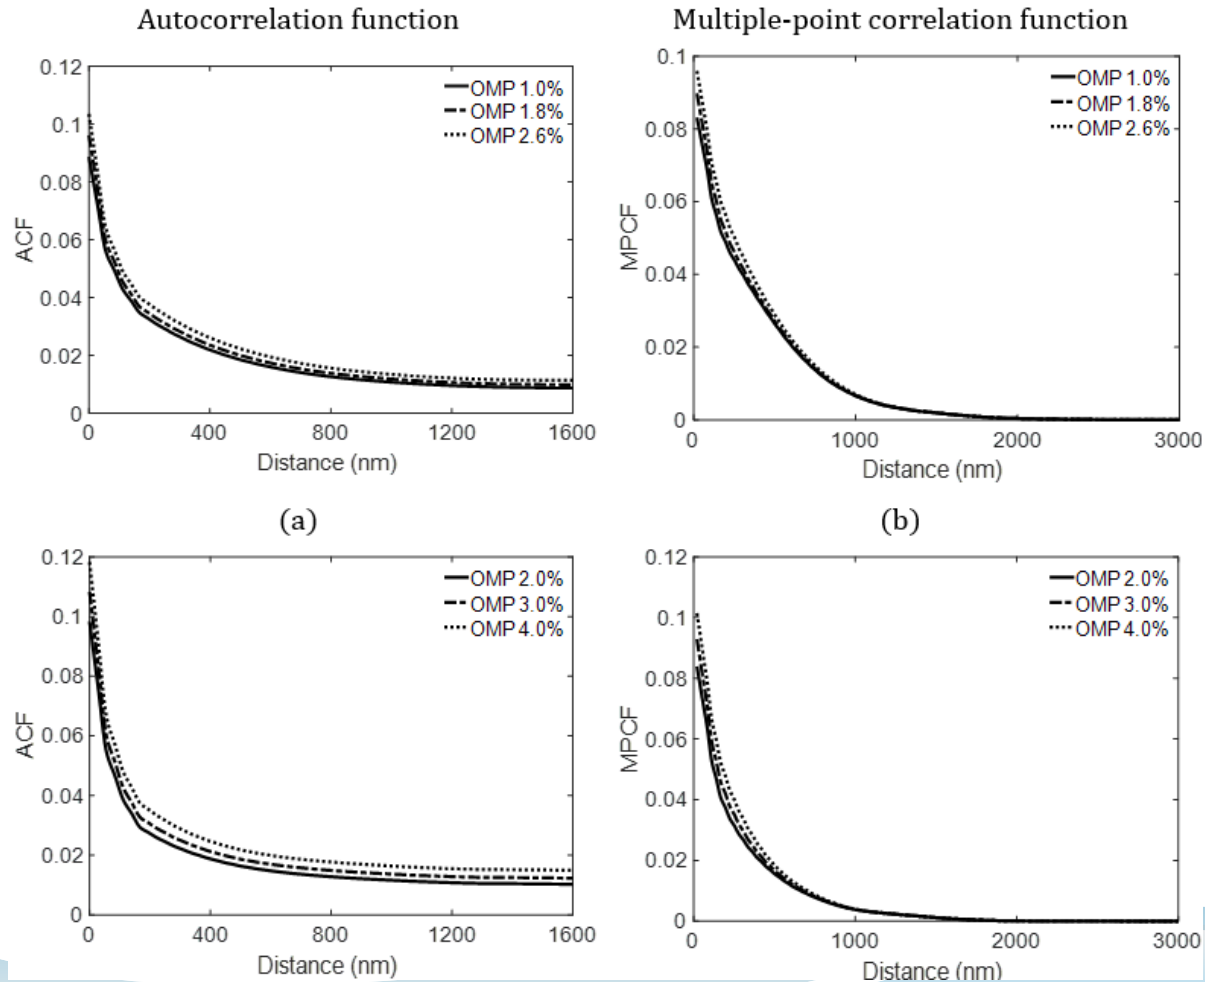 Autocorrelation function
Multiple-point correlation function
0.12
0.1
0.08
0.06
0.04
0.02
0
ACF
OMP 1.0%
OMP 1.8%
OMP 2.6%
0
400
800
1200
1600
Distance (nm)
0.1
0.08
0.06
0.04
0.02
0
MPCF
OMP 1.0%
OMP 1.8%
OMP 2.6%
0
1000
2000
3000
Distance (nm)
(a)
(b)
0.12
0.1
0.08
0.06
0.04
0.02
0
ACF
OMP 2.0%
OMP 3.0%
OMP 4.0%
0
400
800
1200
1600
Distance (nm)
0.12
0.1
0.08
0.06
0.04
0.02
0
MPCF
OMP 2.0%
OMP 3.0%
OMP 4.0%
0
1000
2000
3000
Distance (nm)